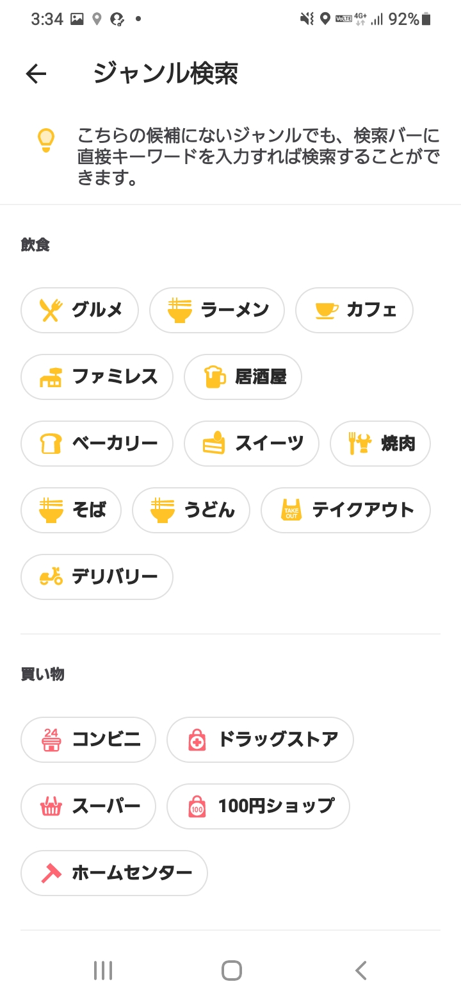 3:34 VoLTE 4G+ 92%
ジャンル検索
こちらの候補にないジャンルでも、検索バーに
直接キーワードを入力すれば検索することがで
きます。
飲食
グルメ ラーメン カフェ
ファミレス 居酒屋
ベーカリー スイーツ 焼肉
そば うどん TAKE OUT テイクアウト
デリバリー
買い物
24 コンビニ ドラッグストア
スーパー 100 100円ショップ
ホームセンター